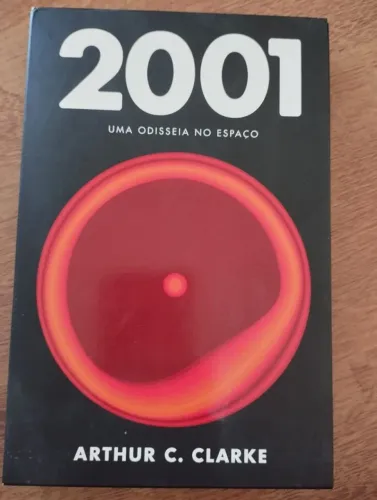 2001
UMA ODISSEIA NO ESPAÇO
ARTHUR C. CLARKE